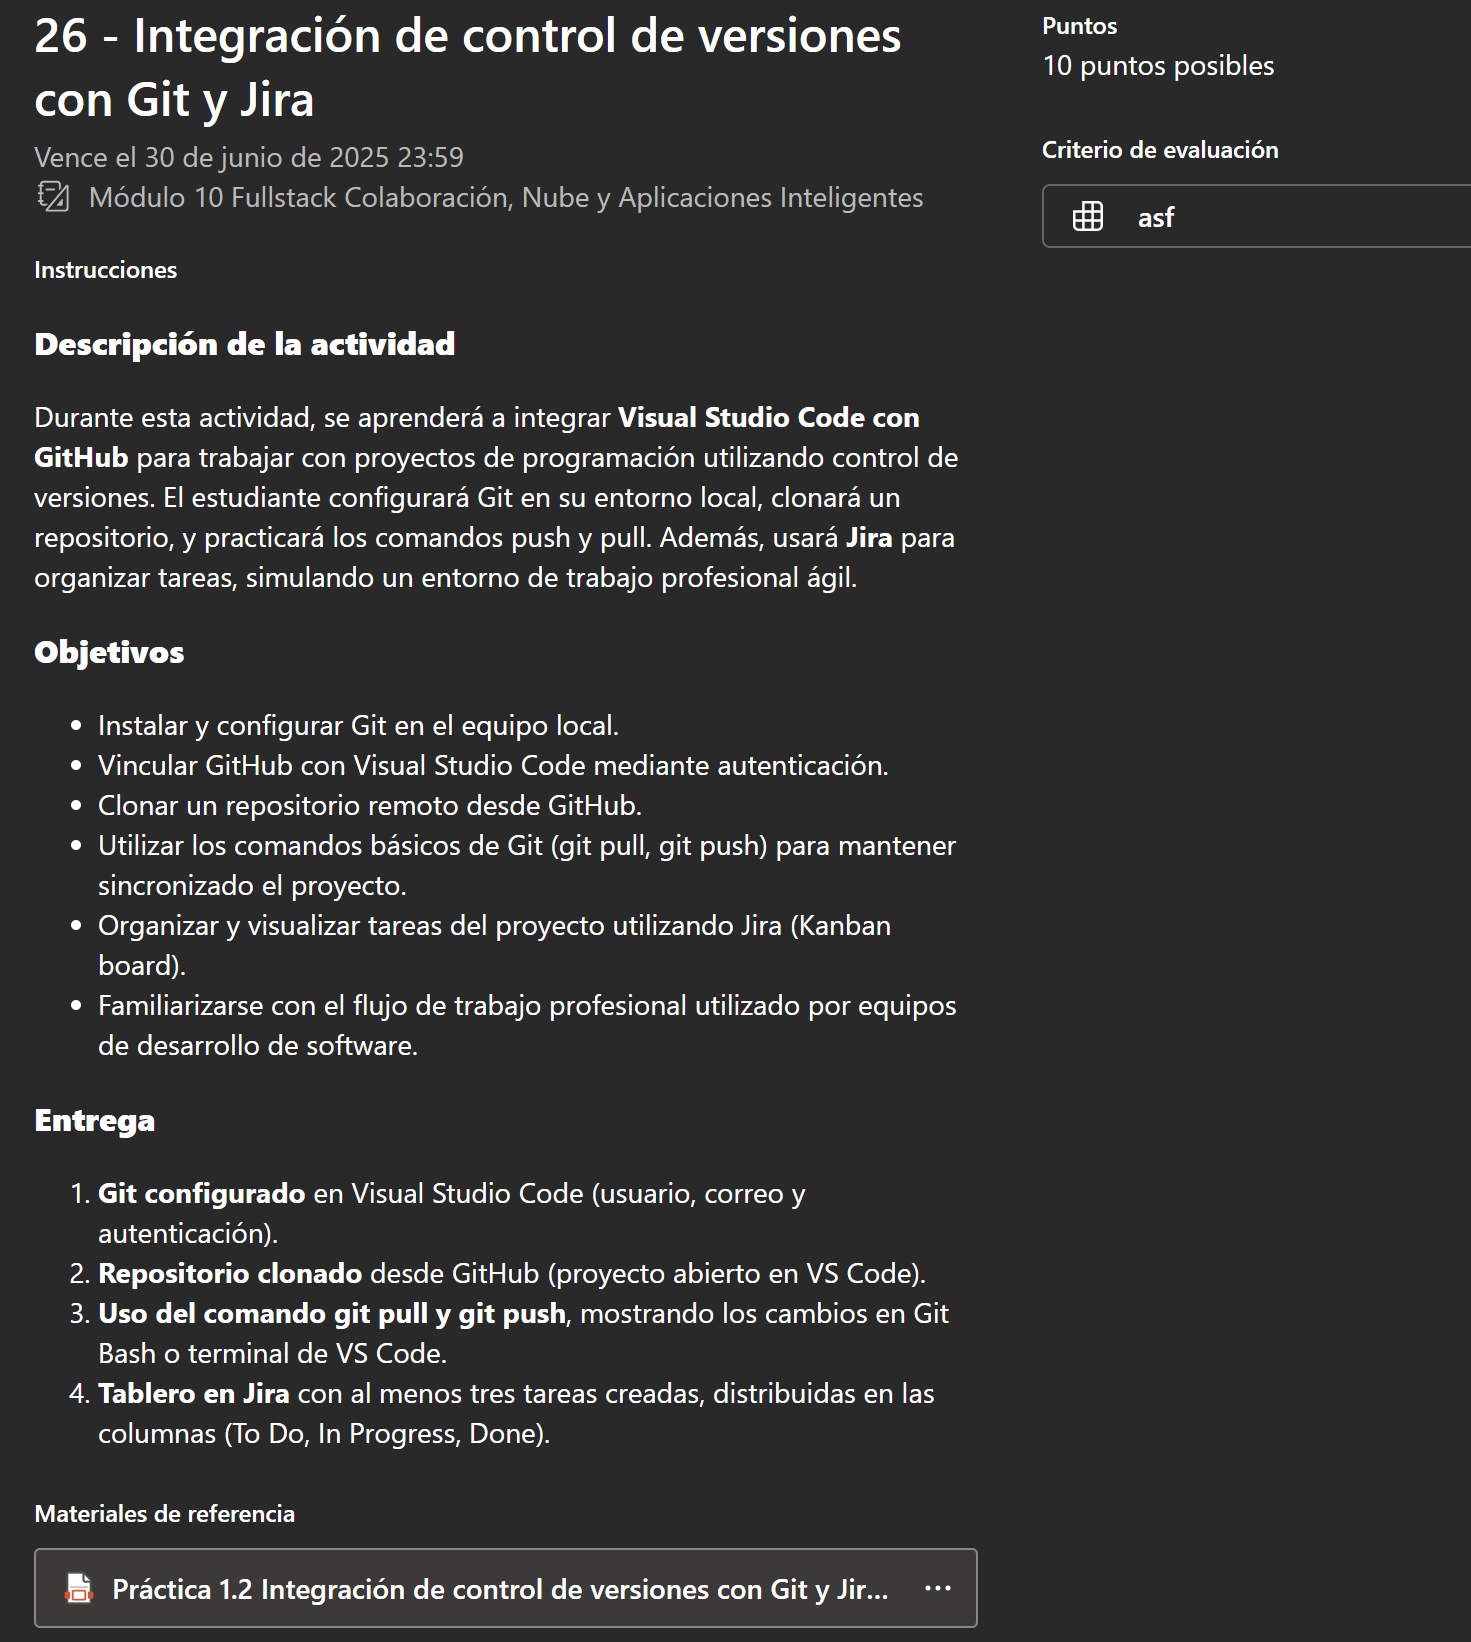 26 - Integración de control de versiones
con Git y Jira
Vence el 30 de junio de 2025 23:59
Módulo 10 Fullstack Colaboración, Nube y Aplicaciones Inteligentes
Instrucciones
Descripción de la actividad
Durante esta actividad, se aprenderá a integrar Visual Studio Code con
GitHub para trabajar con proyectos de programación utilizando control de
versiones. El estudiante configurará Git en su entorno local, clonará un
repositorio, y practicará los comandos push y pull. Además, usará Jira para
organizar tareas, simulando un entorno de trabajo profesional ágil.
Objetivos
• Instalar y configurar Git en el equipo local.
• Vincular GitHub con Visual Studio Code mediante autenticación.
• Clonar un repositorio remoto desde GitHub.
• Utilizar los comandos básicos de Git (git pull, git push) para mantener
sincronizado el proyecto.
• Organizar y visualizar tareas del proyecto utilizando Jira (Kanban
board).
• Familiarizarse con el flujo de trabajo profesional utilizado por equipos
de desarrollo de software.
Entrega
1. Git configurado en Visual Studio Code (usuario, correo y
autenticación).
2. Repositorio clonado desde GitHub (proyecto abierto en VS Code).
3. Uso del comando git pull y git push, mostrando los cambios en Git
Bash o terminal de VS Code.
4. Tablero en Jira con al menos tres tareas creadas, distribuidas en las
columnas (To Do, In Progress, Done).
Materiales de referencia
Práctica 1.2 Integración de control de versiones con Git y Jir...
Puntos
10 puntos posibles
Criterio de evaluación
asf